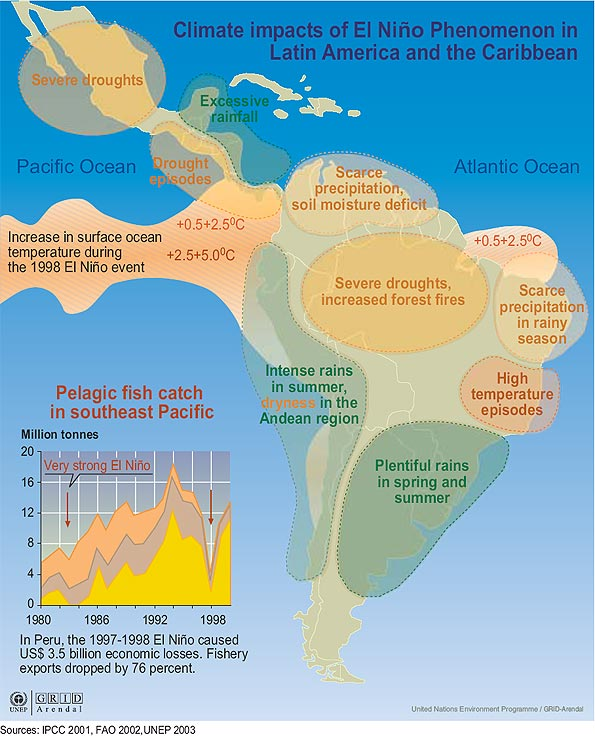 Climate impacts of El Niño Phenomenon in
Latin America and the Caribbean
Severe droughts
Excessive
rainfall
Pacific Ocean
Drought
episodes
Atlantic Ocean
Scarce
precipitation,
soil moisture deficit
+0.5+2.5⁰C
+0.5+2.5⁰C
Increase in surface ocean
temperature during
the 1998 El Niño event
+2.5+5.0⁰C
Severe droughts,
increased forest fires
Scarce
precipitation
in rainy
season
Intense rains
in summer,
dryness in the
Andean region
High
temperature
episodes
Plentiful rains
in spring and
summer
Pelagic fish catch
in southeast Pacific
Million tonnes
20
Very strong El Niño
16
12
8
4
0
1980 1986 1992 1998
In Peru, the 1997-1998 El Niño caused
US$ 3.5 billion economic losses. Fishery
exports dropped by 76 percent.
UNEP
GRID
Arendal
United Nations Environment Programme / GRID-Arendal
Sources: IPCC 2001, FAO 2002,UNEP 2003